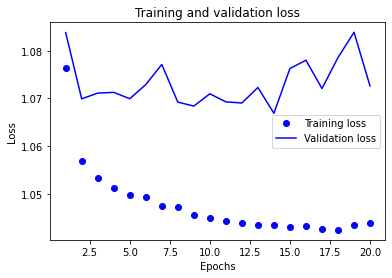 Training and validation loss
1.08
1.07
1.06
1.05
Loss
Training loss
Validation loss
2.5 5.0 7.5 10.0 12.5 15.0 17.5 20.0
Epochs